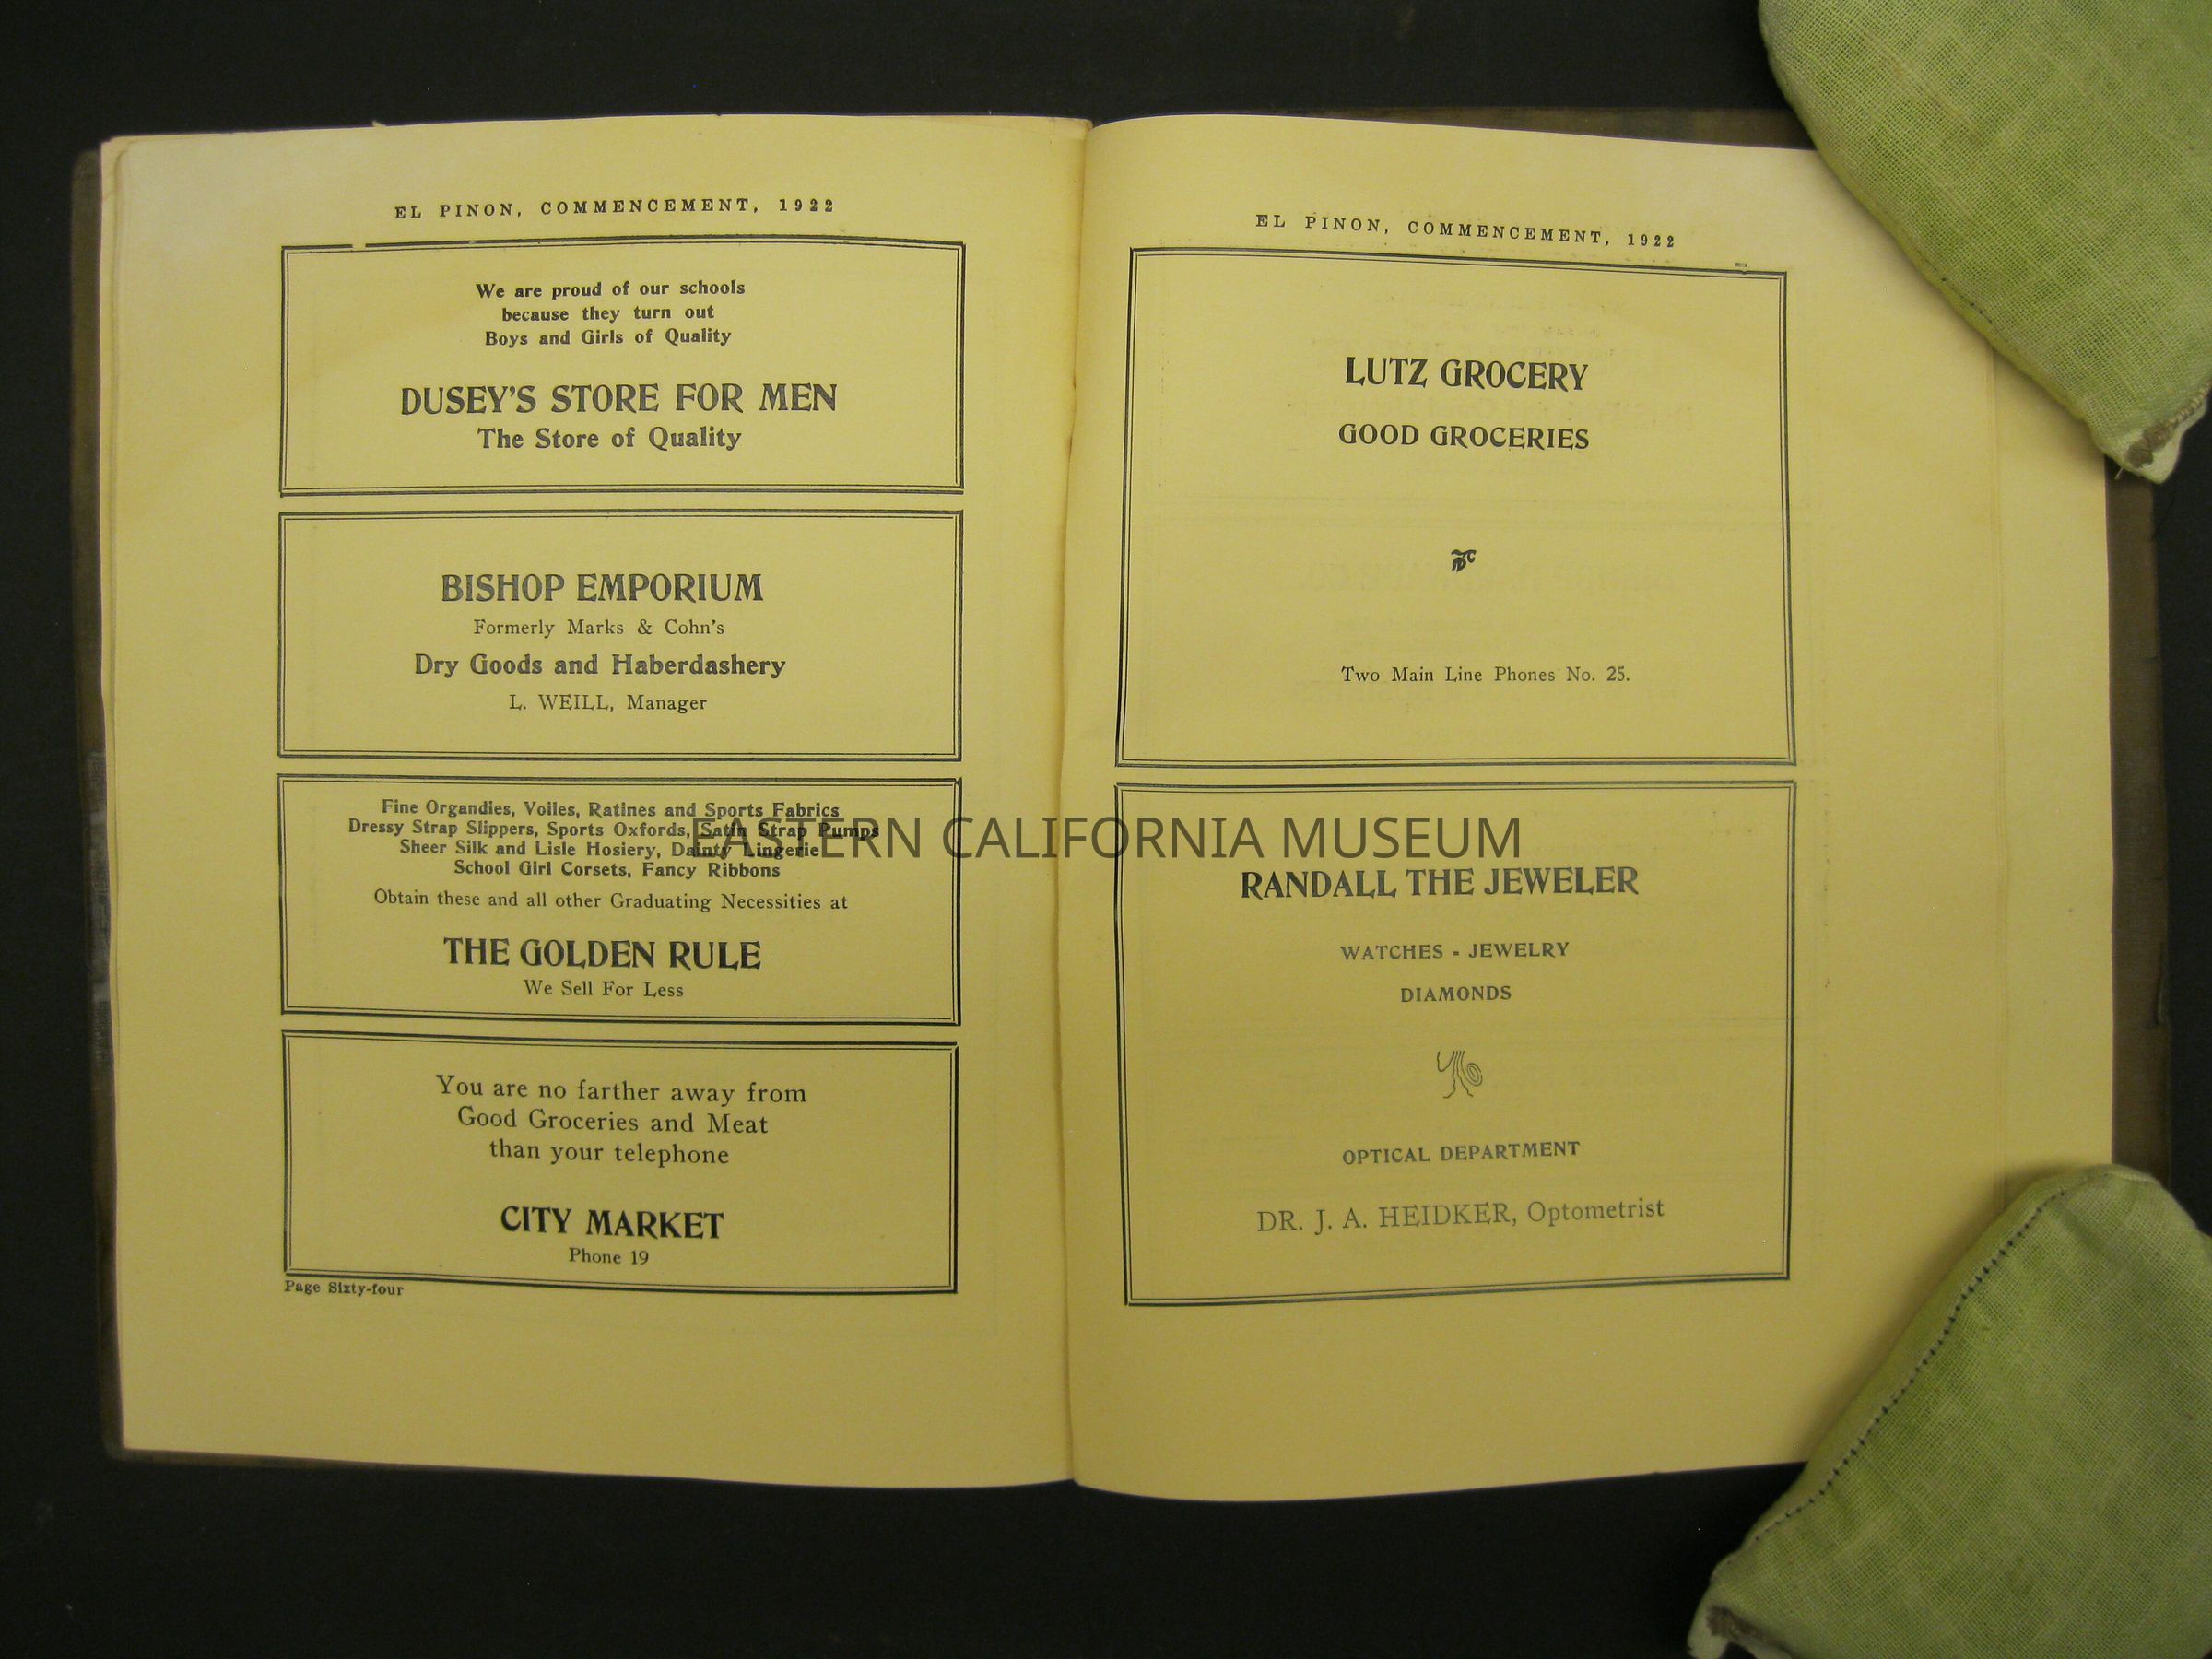 EL PINON, COMMENCEMENT, 1922
We are proud of our schools
because they turn out
Boys and Girls of Quality
DUSEY'S STORE FOR MEN
The Store of Quality
BISHOP EMPORIUM
Formerly Marks & Cohn's
Dry Goods and Haberdashery
L. WEILL, Manager
Fine Organdies, Voiles, Ratines and Sports Fabrics
Dressy Strap Slippers, Sports Oxfords, Satin Strap Pumps
Sheer Silk and Lisle Hosiery, Dainty Lingerie
School Girl Corsets, Fancy Ribbons
Obtain these and all other Graduating Necessities at
THE GOLDEN RULE
We Sell For Less
You are no farther away from
Good Groceries and Meat
than your telephone
CITY MARKET
Phone 19
Page Sixty-four
EL PINON, COMMENCEMENT, 1922
LUTZ GROCERY
GOOD GROCERIES
Two Main Line Phones No. 25.
RANDALL THE JEWELER
WATCHES - JEWELRY
DIAMONDS
OPTICAL DEPARTMENT
DR. J. A. HEIDKER, Optometrist
EASTERN CALIFORNIA MUSEUM